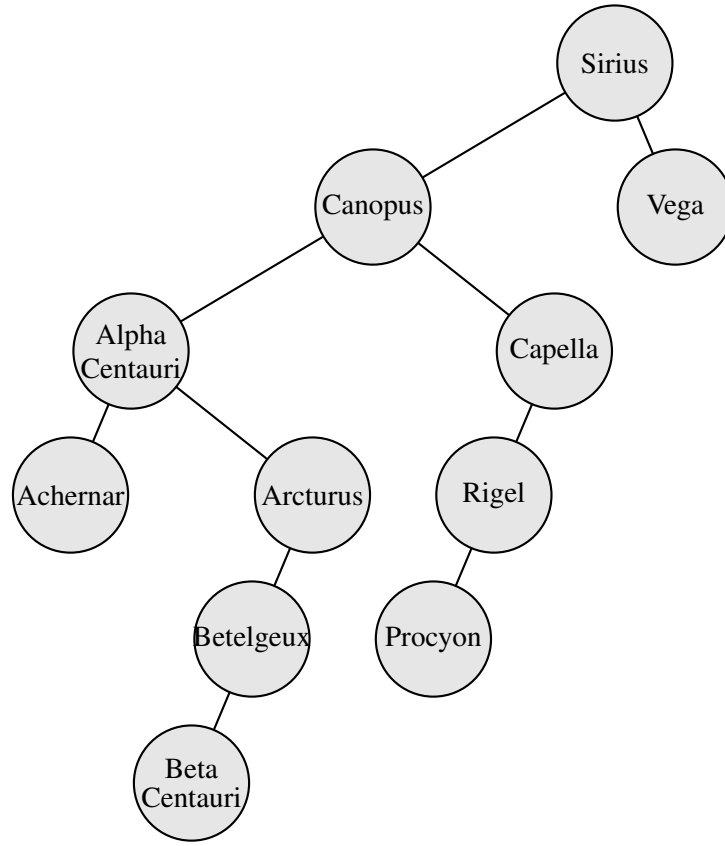 Sirius
Canopus
Vega
Alpha
Centauri
Capella
Achernar
Arcturus
Rigel
Betelgeux
Procyon
Beta
Centauri